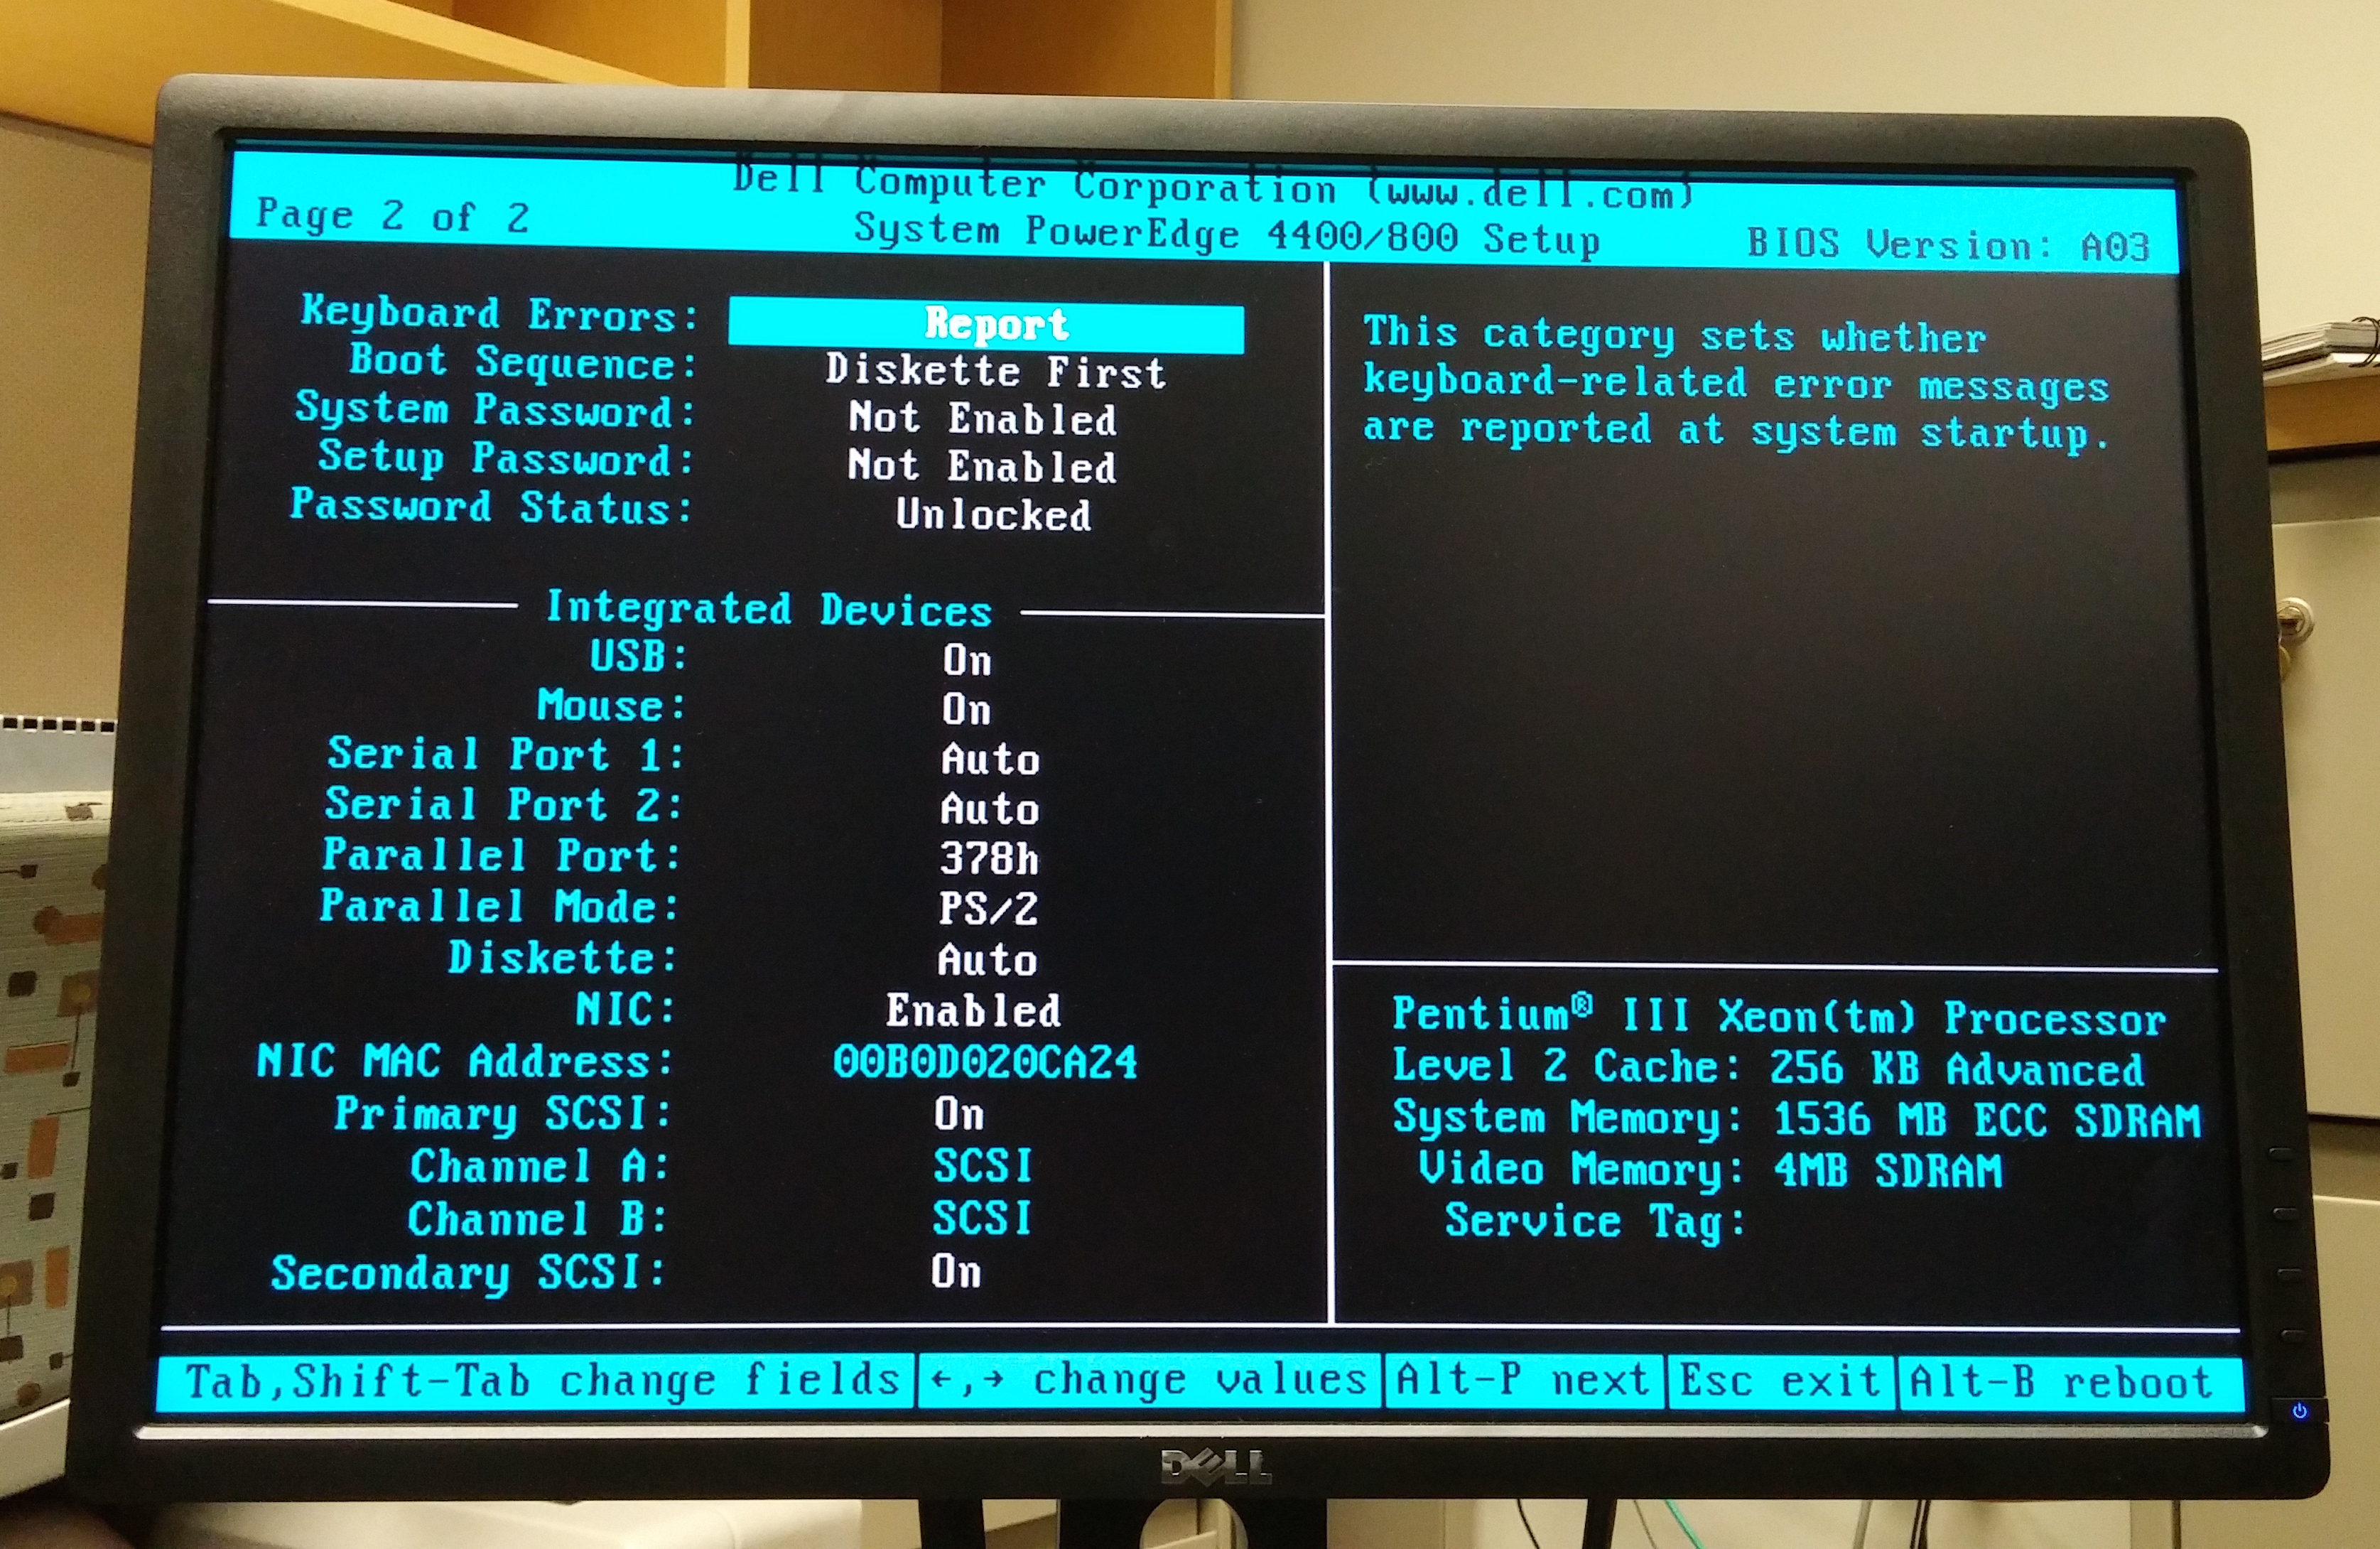 Dell Computer Corporation (www.dell.com)
Page 2 of 2 System PowerEdge 4400/800 Setup BIOS Version: A03
Keyboard Errors: Report
Boot Sequence: Diskette First
System Password: Not Enabled
Setup Password: Not Enabled
Password Status: Unlocked
Integrated Devices
USB: On
Mouse: On
Serial Port 1: Auto
Serial Port 2: Auto
Parallel Port: 378h
Parallel Mode: PS/2
Diskette: Auto
NIC: Enabled
NIC MAC Address: 00B0D020CA24
Primary SCSI: On
Channel A: SCSI
Channel B: SCSI
Secondary SCSI: On
This category sets whether
keyboard-related error messages
are reported at system startup.
Pentium® III Xeon(tm) Processor
Level 2 Cache: 256 KB Advanced
System Memory: 1536 MB ECC SDRAM
Video Memory: 4MB SDRAM
Service Tag:
Tab,Shift-Tab change fields ←,→ change values Alt-P next Esc exit Alt-B reboot
DELL